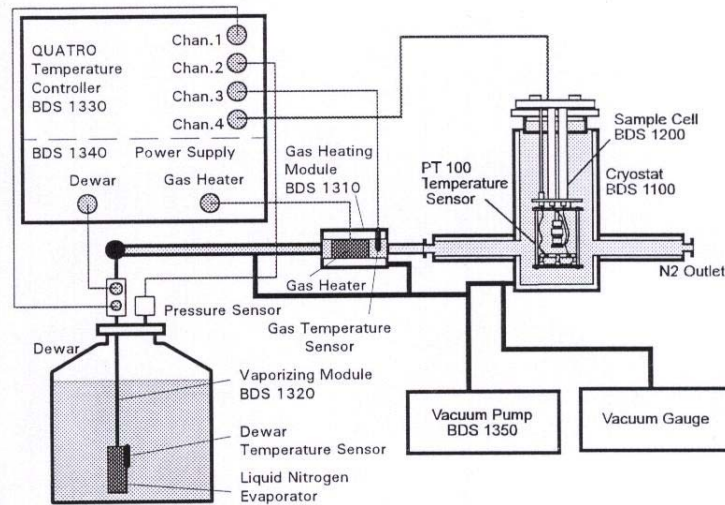 QUATRO
Temperature
Controller
BDS 1330
Chan.1
Chan.2
Chan.3
Chan.4
BDS 1340 Power Supply
Dewar Gas Heater
Gas Heating
Module
BDS 1310
Sample Cell
BDS 1200
PT 100
Temperature
Sensor
Cryostat
BDS 1100
N2 Outlet
Gas Heater
Pressure Sensor
Gas Temperature
Sensor
Dewar
Vaporizing Module
BDS 1320
Dewar
Temperature Sensor
Liquid Nitrogen
Evaporator
Vacuum Pump
BDS 1350
Vacuum Gauge